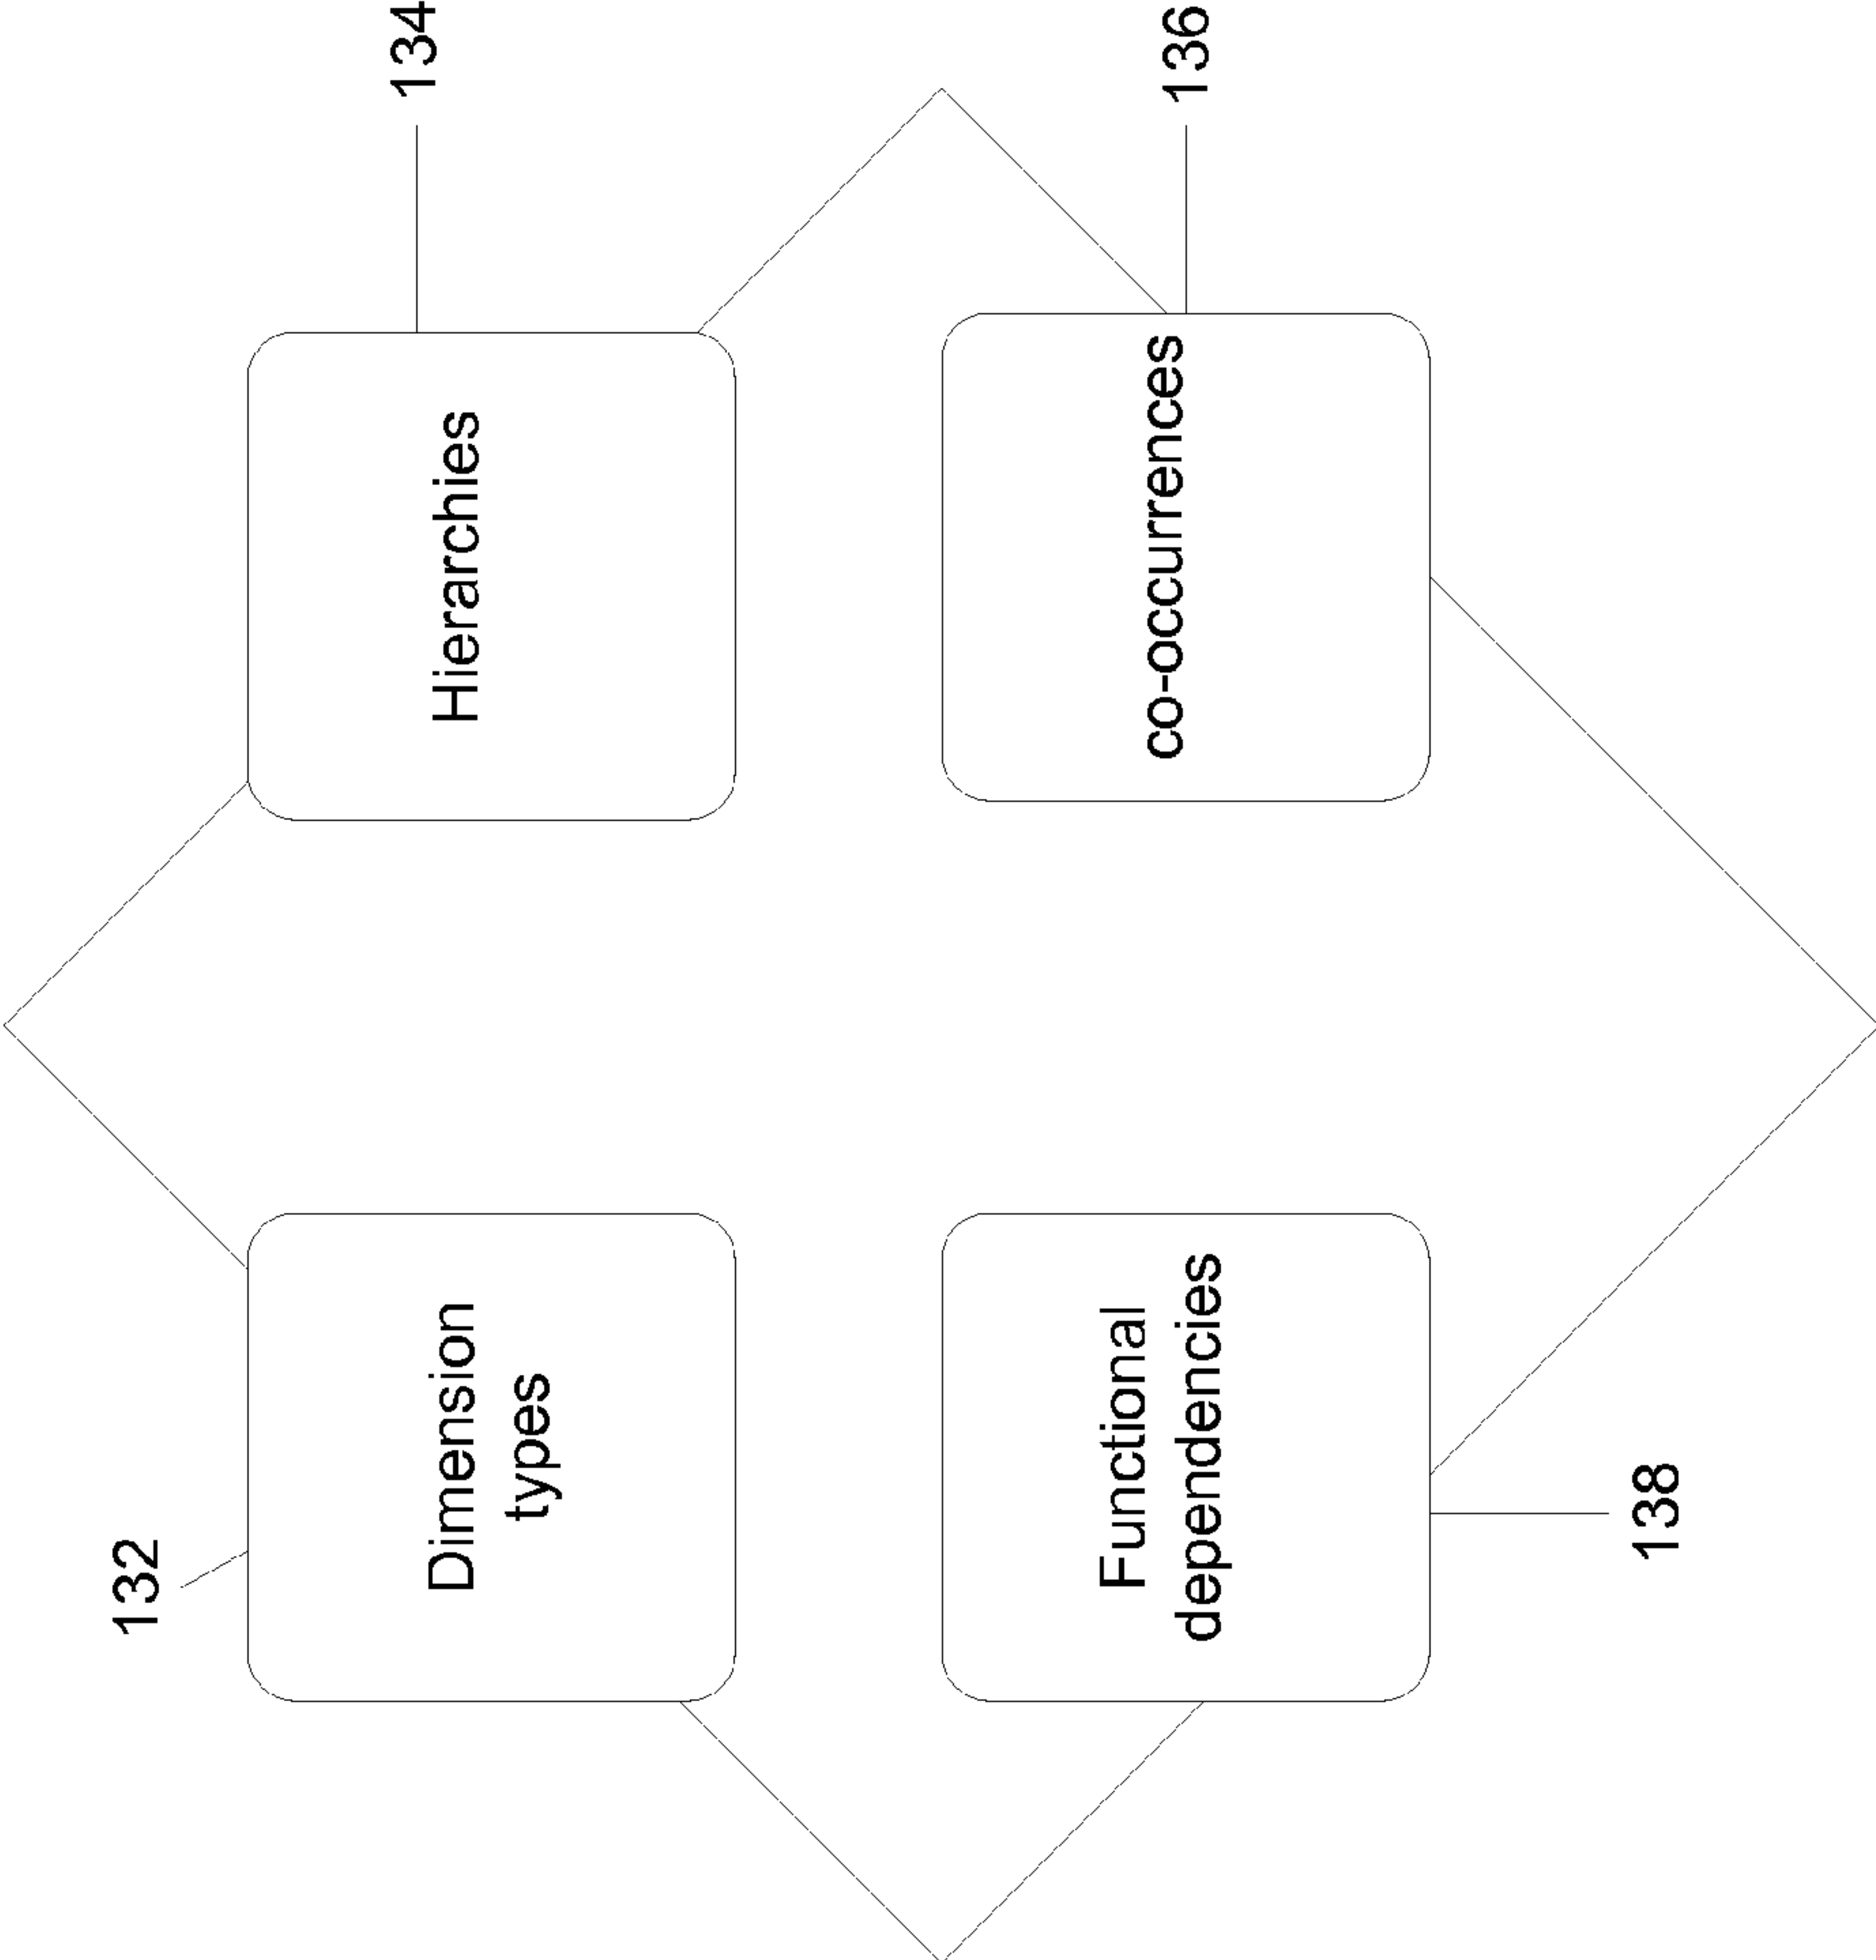 132
Dimension
types
134
Hierarchies
Functional
dependencies
138
co-occurrences
136